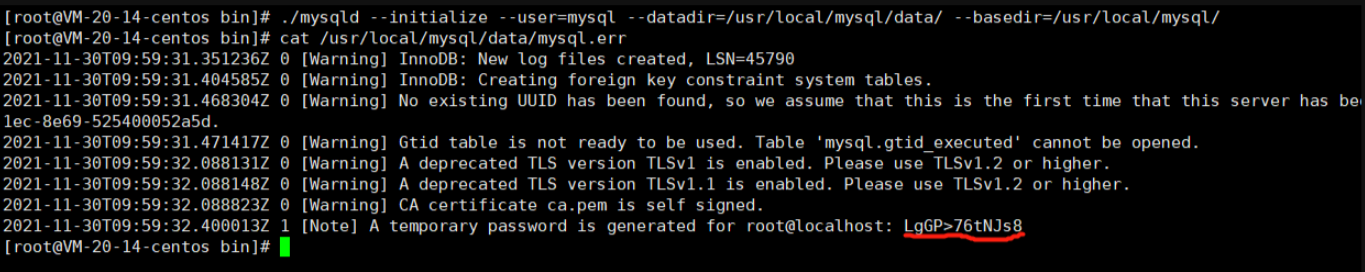 [root@VM-20-14-centos bin]# ./mysqld --initialize --user=mysql --datadir=/usr/local/mysql/data/ --basedir=/usr/local/mysql/
[root@VM-20-14-centos bin]# cat /usr/local/mysql/data/mysql.err
2021-11-30T09:59:31.351236Z 0 [Warning] InnoDB: New log files created, LSN=45790
2021-11-30T09:59:31.404585Z 0 [Warning] InnoDB: Creating foreign key constraint system tables.
2021-11-30T09:59:31.468304Z 0 [Warning] No existing UUID has been found, so we assume that this is the first time that this server has be
1ec-8e69-525400052a5d.
2021-11-30T09:59:31.471417Z 0 [Warning] Gtid table is not ready to be used. Table 'mysql.gtid_executed' cannot be opened.
2021-11-30T09:59:32.088131Z 0 [Warning] A deprecated TLS version TLSv1 is enabled. Please use TLSv1.2 or higher.
2021-11-30T09:59:32.088148Z 0 [Warning] A deprecated TLS version TLSv1.1 is enabled. Please use TLSv1.2 or higher.
2021-11-30T09:59:32.088823Z 0 [Warning] CA certificate ca.pem is self signed.
2021-11-30T09:59:32.400013Z 1 [Note] A temporary password is generated for root@localhost: LgGP>76tNJs8
[root@VM-20-14-centos bin]#